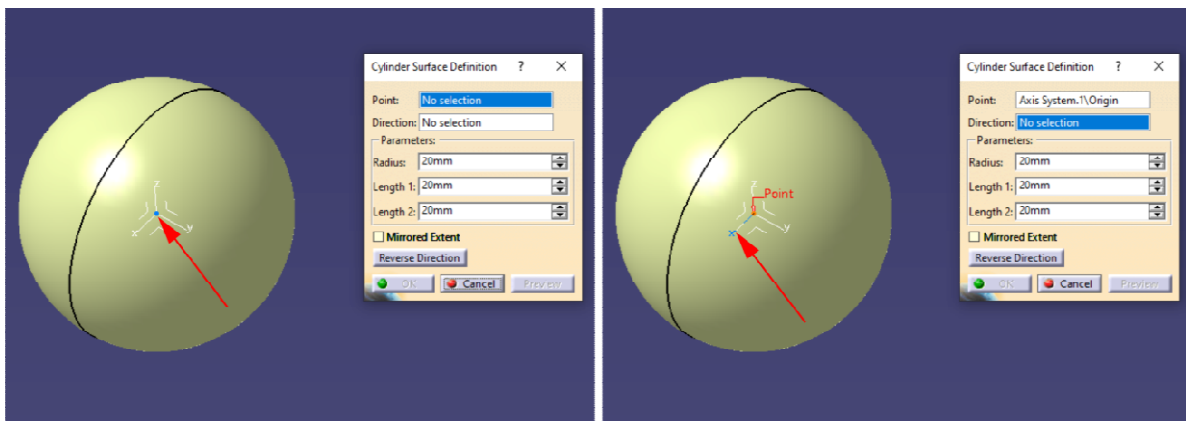 Cylinder Surface Definition ? X
Point: No selection
Direction: No selection
Parameters:
Radius: 20mm
Length 1: 20mm
Length 2: 20mm
Mirrored Extent
Reverse Direction
OK Cancel Preview
z
x y
Cylinder Surface Definition ? X
Point: Axis System.1\Origin
Direction: No selection
Parameters:
Radius: 20mm
Length 1: 20mm
Length 2: 20mm
Mirrored Extent
Reverse Direction
OK Cancel Preview
z
Point
x y